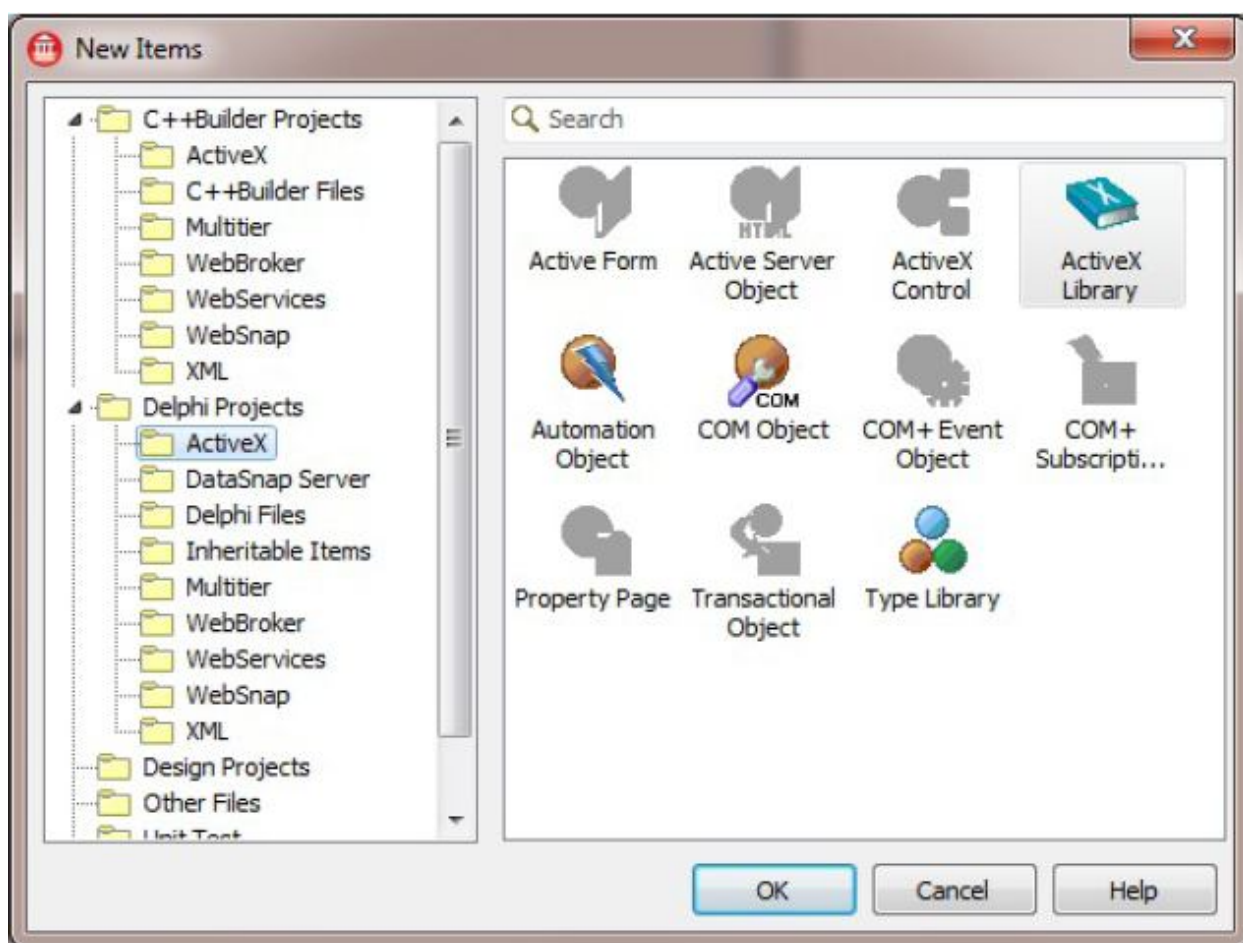 New Items
C++Builder Projects
ActiveX
C++Builder Files
Multitier
WebBroker
WebServices
WebSnap
XML
Delphi Projects
ActiveX
DataSnap Server
Delphi Files
Inheritable Items
Multitier
WebBroker
WebServices
WebSnap
XML
Design Projects
Other Files
Unit Test
Search
HTML
Active Form
Active Server
Object
ActiveX
Control
X
ActiveX
Library
Automation
Object
COM
COM Object
COM+ Event
Object
COM+
Subscripti...
Property Page
Transactional
Object
Type Library
OK
Cancel
Help